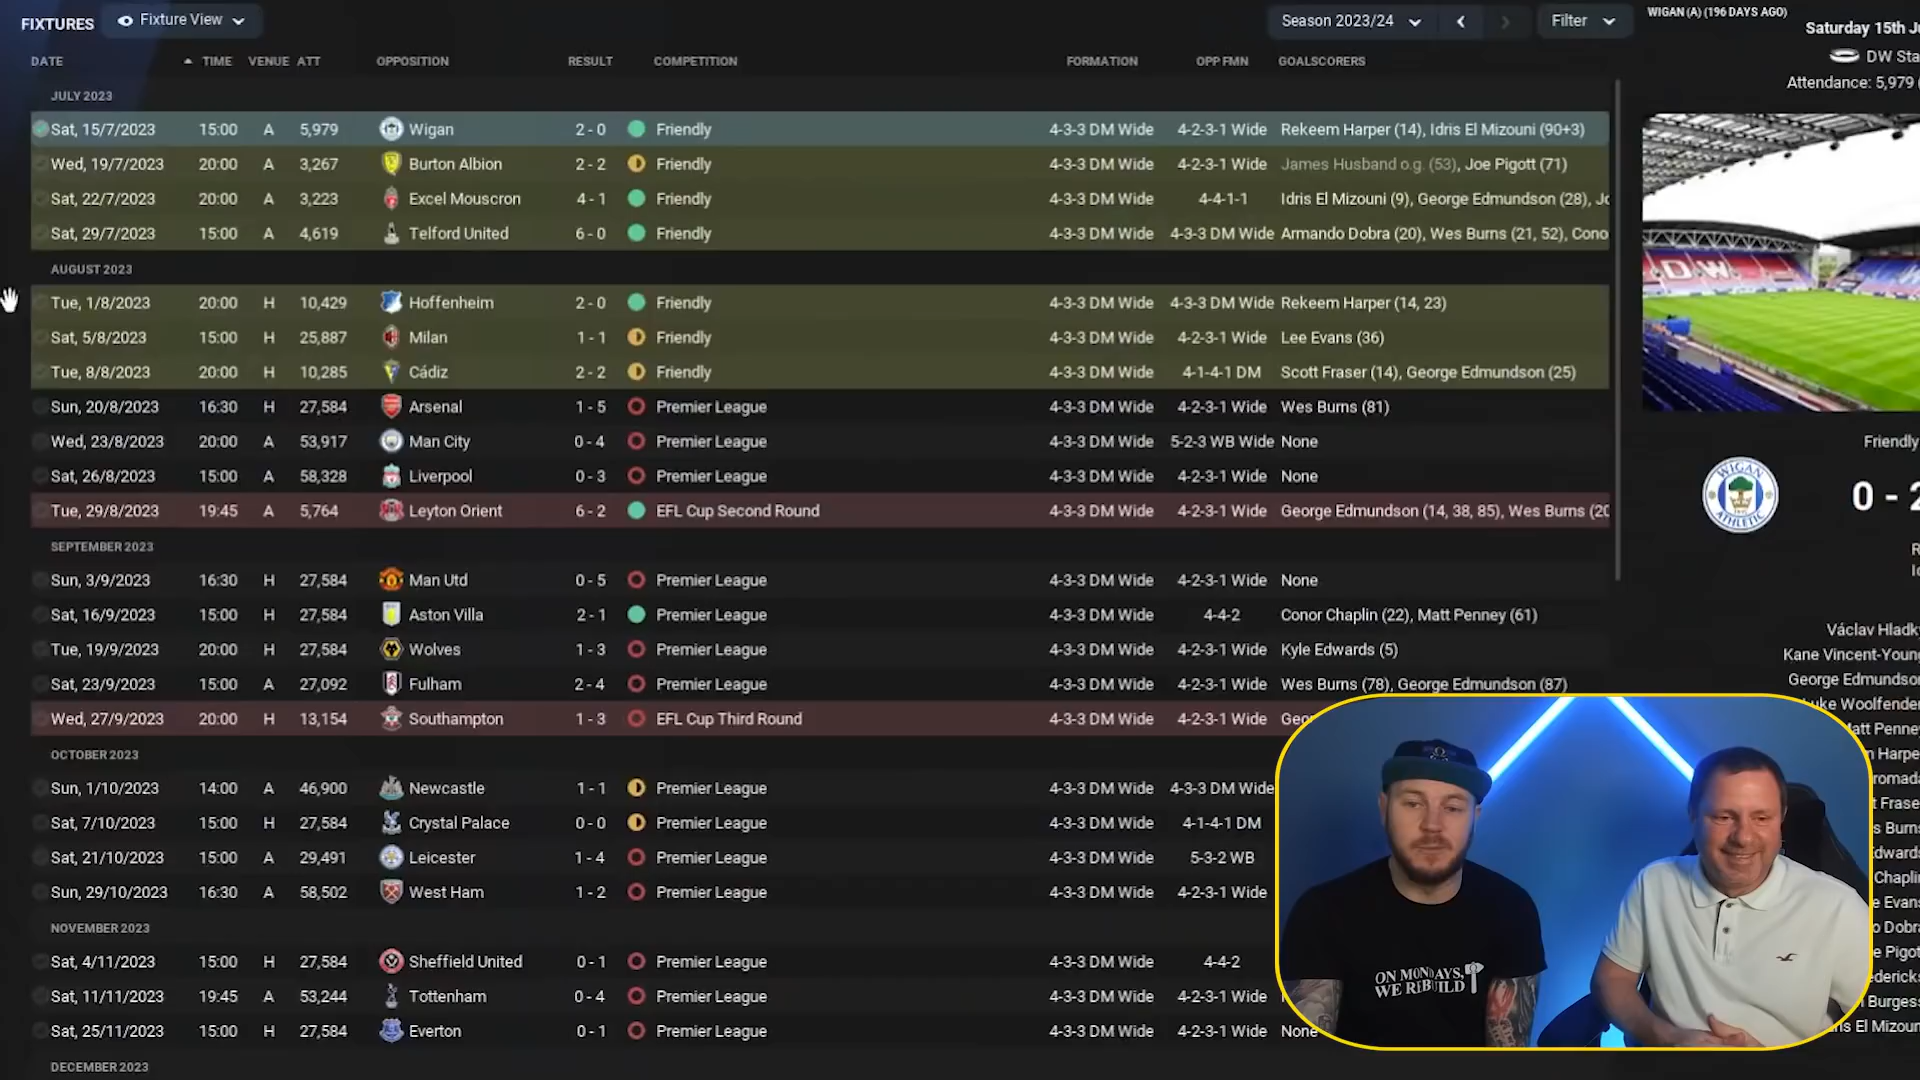 FIXTURES Fixture View Season 2023/24 Filter WIGAN (A) (196 DAYS AGO)
Saturday 15th
DATE TIME VENUE ATT OPPOSITION RESULT COMPETITION FORMATION OPP FMN GOALSCORERS
DW Sta
Attendance: 5,979
JULY 2023
Sat, 15/7/2023 15:00 A 5,979 Wigan 2 - 0 Friendly 4-3-3 DM Wide 4-2-3-1 Wide Rekeem Harper (14), Idris El Mizouni (90+3)
Wed, 19/7/2023 20:00 A 3,267 Burton Albion 2 - 2 Friendly 4-3-3 DM Wide 4-2-3-1 Wide James Husband o.g. (53), Joe Pigott (71)
Sat, 22/7/2023 20:00 A 3,223 Excel Mouscron 4 - 1 Friendly 4-3-3 DM Wide 4-4-1-1 Idris El Mizouni (9), George Edmundson (28), Jo
Sat, 29/7/2023 15:00 A 4,619 Telford United 6 - 0 Friendly 4-3-3 DM Wide 4-3-3 DM Wide Armando Dobra (20), Wes Burns (21, 52), Cono
AUGUST 2023
Tue, 1/8/2023 20:00 H 10,429 Hoffenheim 2 - 0 Friendly 4-3-3 DM Wide 4-3-3 DM Wide Rekeem Harper (14, 23)
Sat, 5/8/2023 15:00 H 25,887 Milan 1 - 1 Friendly 4-3-3 DM Wide 4-2-3-1 Wide Lee Evans (36)
Tue, 8/8/2023 20:00 H 10,285 Cádiz 2 - 2 Friendly 4-3-3 DM Wide 4-1-4-1 DM Scott Fraser (14), George Edmundson (25)
Sun, 20/8/2023 16:30 H 27,584 Arsenal 1 - 5 Premier League 4-3-3 DM Wide 4-2-3-1 Wide Wes Burns (81)
Wed, 23/8/2023 20:00 A 53,917 Man City 0 - 4 Premier League 4-3-3 DM Wide 5-2-3 WB Wide None
Sat, 26/8/2023 15:00 A 58,328 Liverpool 0 - 3 Premier League 4-3-3 DM Wide 4-2-3-1 Wide None
Tue, 29/8/2023 19:45 A 5,764 Leyton Orient 6 - 2 EFL Cup Second Round 4-3-3 DM Wide 4-2-3-1 Wide George Edmundson (14, 38, 85), Wes Burns (20
SEPTEMBER 2023
Sun, 3/9/2023 16:30 H 27,584 Man Utd 0 - 5 Premier League 4-3-3 DM Wide 4-2-3-1 Wide None
Sat, 16/9/2023 15:00 H 27,584 Aston Villa 2 - 1 Premier League 4-3-3 DM Wide 4-4-2 Conor Chaplin (22), Matt Penney (61)
Tue, 19/9/2023 20:00 H 27,584 Wolves 1 - 3 Premier League 4-3-3 DM Wide 4-2-3-1 Wide Kyle Edwards (5)
Sat, 23/9/2023 15:00 A 27,092 Fulham 2 - 4 Premier League 4-3-3 DM Wide 4-2-3-1 Wide Wes Burns (78), George Edmundson (87)
Wed, 27/9/2023 20:00 H 13,154 Southampton 1 - 3 EFL Cup Third Round 4-3-3 DM Wide 4-2-3-1 Wide Geo
OCTOBER 2023
Sun, 1/10/2023 14:00 A 46,900 Newcastle 1 - 1 Premier League 4-3-3 DM Wide 4-3-3 DM Wide
Sat, 7/10/2023 15:00 H 27,584 Crystal Palace 0 - 0 Premier League 4-3-3 DM Wide 4-1-4-1 DM
Sat, 21/10/2023 15:00 A 29,491 Leicester 1 - 4 Premier League 4-3-3 DM Wide 5-3-2 WB
Sun, 29/10/2023 16:30 A 58,502 West Ham 1 - 2 Premier League 4-3-3 DM Wide 4-2-3-1 Wide
NOVEMBER 2023
Sat, 4/11/2023 15:00 H 27,584 Sheffield United 0 - 1 Premier League 4-3-3 DM Wide 4-4-2
Sat, 11/11/2023 19:45 A 53,244 Tottenham 0 - 4 Premier League 4-3-3 DM Wide 4-2-3-1 Wide
Sat, 25/11/2023 15:00 H 27,584 Everton 0 - 1 Premier League 4-3-3 DM Wide 4-2-3-1 Wide None
DECEMBER 2023
DW
Friendly
WIGAN
ATHLETIC
0 - 2
Václav Hladky
Kane Vincent-Young
George Edmundson
uke Woolfender
att Penney
n Harpe
romada
t Frase
s Burns
dwards
Chaplin
e Evans
o Dobra
e Pigot
edericks
Burgess
is El Mizoun
ON MONDAYS,
WE REBUILD